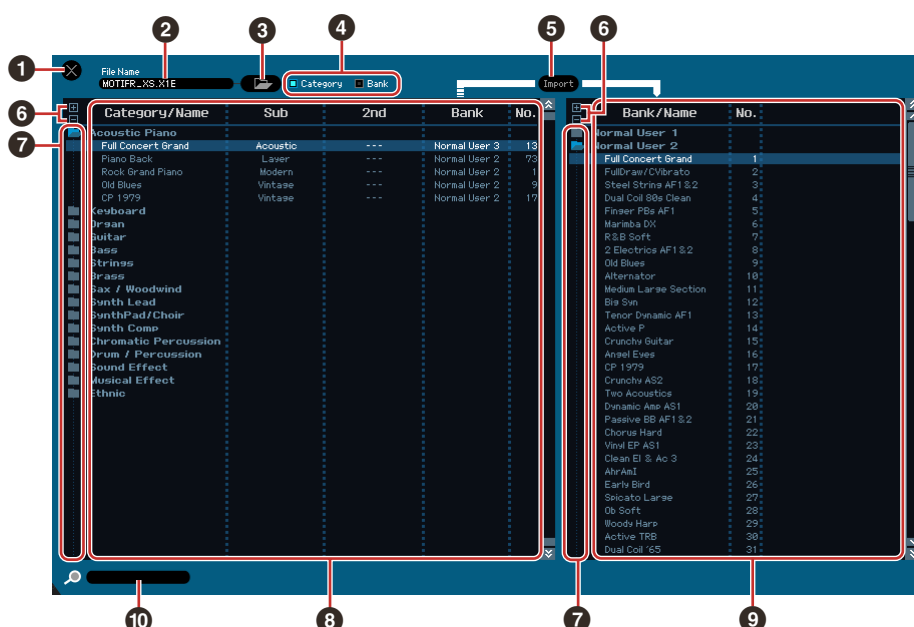 2 3 4 5 6
1
File Name
MOTIFR_XS.X1E
Category Bank
Import
6
7
Category/Name Sub 2nd Bank No.
Acoustic Piano
Full Concert Grand Acoustic --- Normal User 3 13
Piano Back Layer --- Normal User 2 73
Rock Grand Piano Modern --- Normal User 2 1
Old Blues Vintage --- Normal User 2 9
CP 1979 Vintage --- Normal User 2 17
Keyboard
Organ
Guitar
Bass
Strings
Brass
Sax / Woodwind
Synth Lead
SynthPad/Choir
Synth Comp
Chromatic Percussion
Drum / Percussion
Sound Effect
Musical Effect
Ethnic
Bank/Name No.
Normal User 1
Normal User 2
Full Concert Grand 1
FullDraw/CVibrato 2
Steel String AF1&2 3
Dual Coil 80s Clean 4
Finger PBs AF1 5
Marimba DX 6
R&B Soft 7
2 Electrics AF1&2 8
Old Blues 9
Alternator 10
Medium Large Section 11
Big Syn 12
Tenor Dynamic AF1 13
Active P 14
Crunchy Guitar 15
Angel Eyes 16
CP 1979 17
Crunchy AS2 18
Two Acoustics 19
Dynamic Amp AS1 20
Passive BB AF1&2 21
Chorus Hard 22
Vinyl EP AS1 23
Clean El & Ac 3 24
AhrAmI 25
Early Bird 26
Spicato Large 27
Ob Soft 28
Woody Harp 29
Active TRB 30
Dual Coil '65 31
10 8 7 9